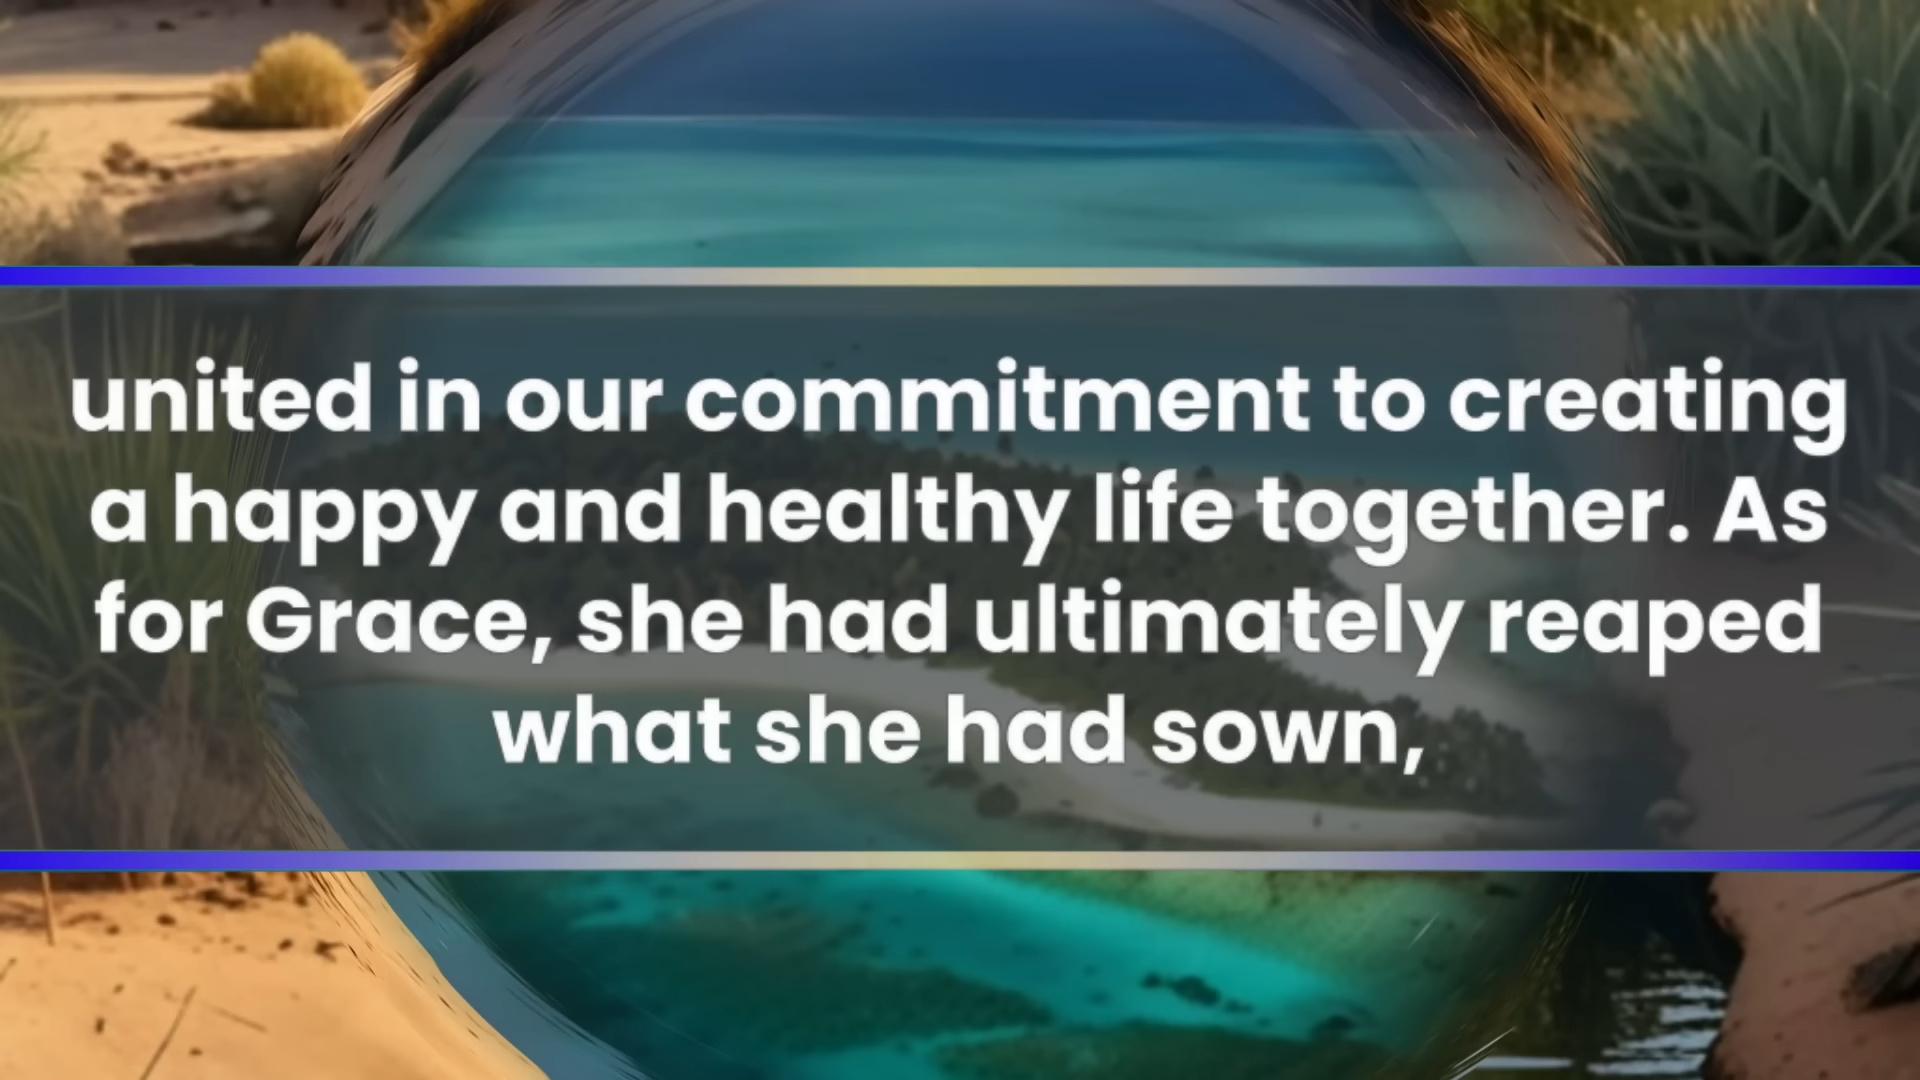 united in our commitment to creating
a happy and healthy life together. As
for Grace, she had ultimately reaped
what she had sown,